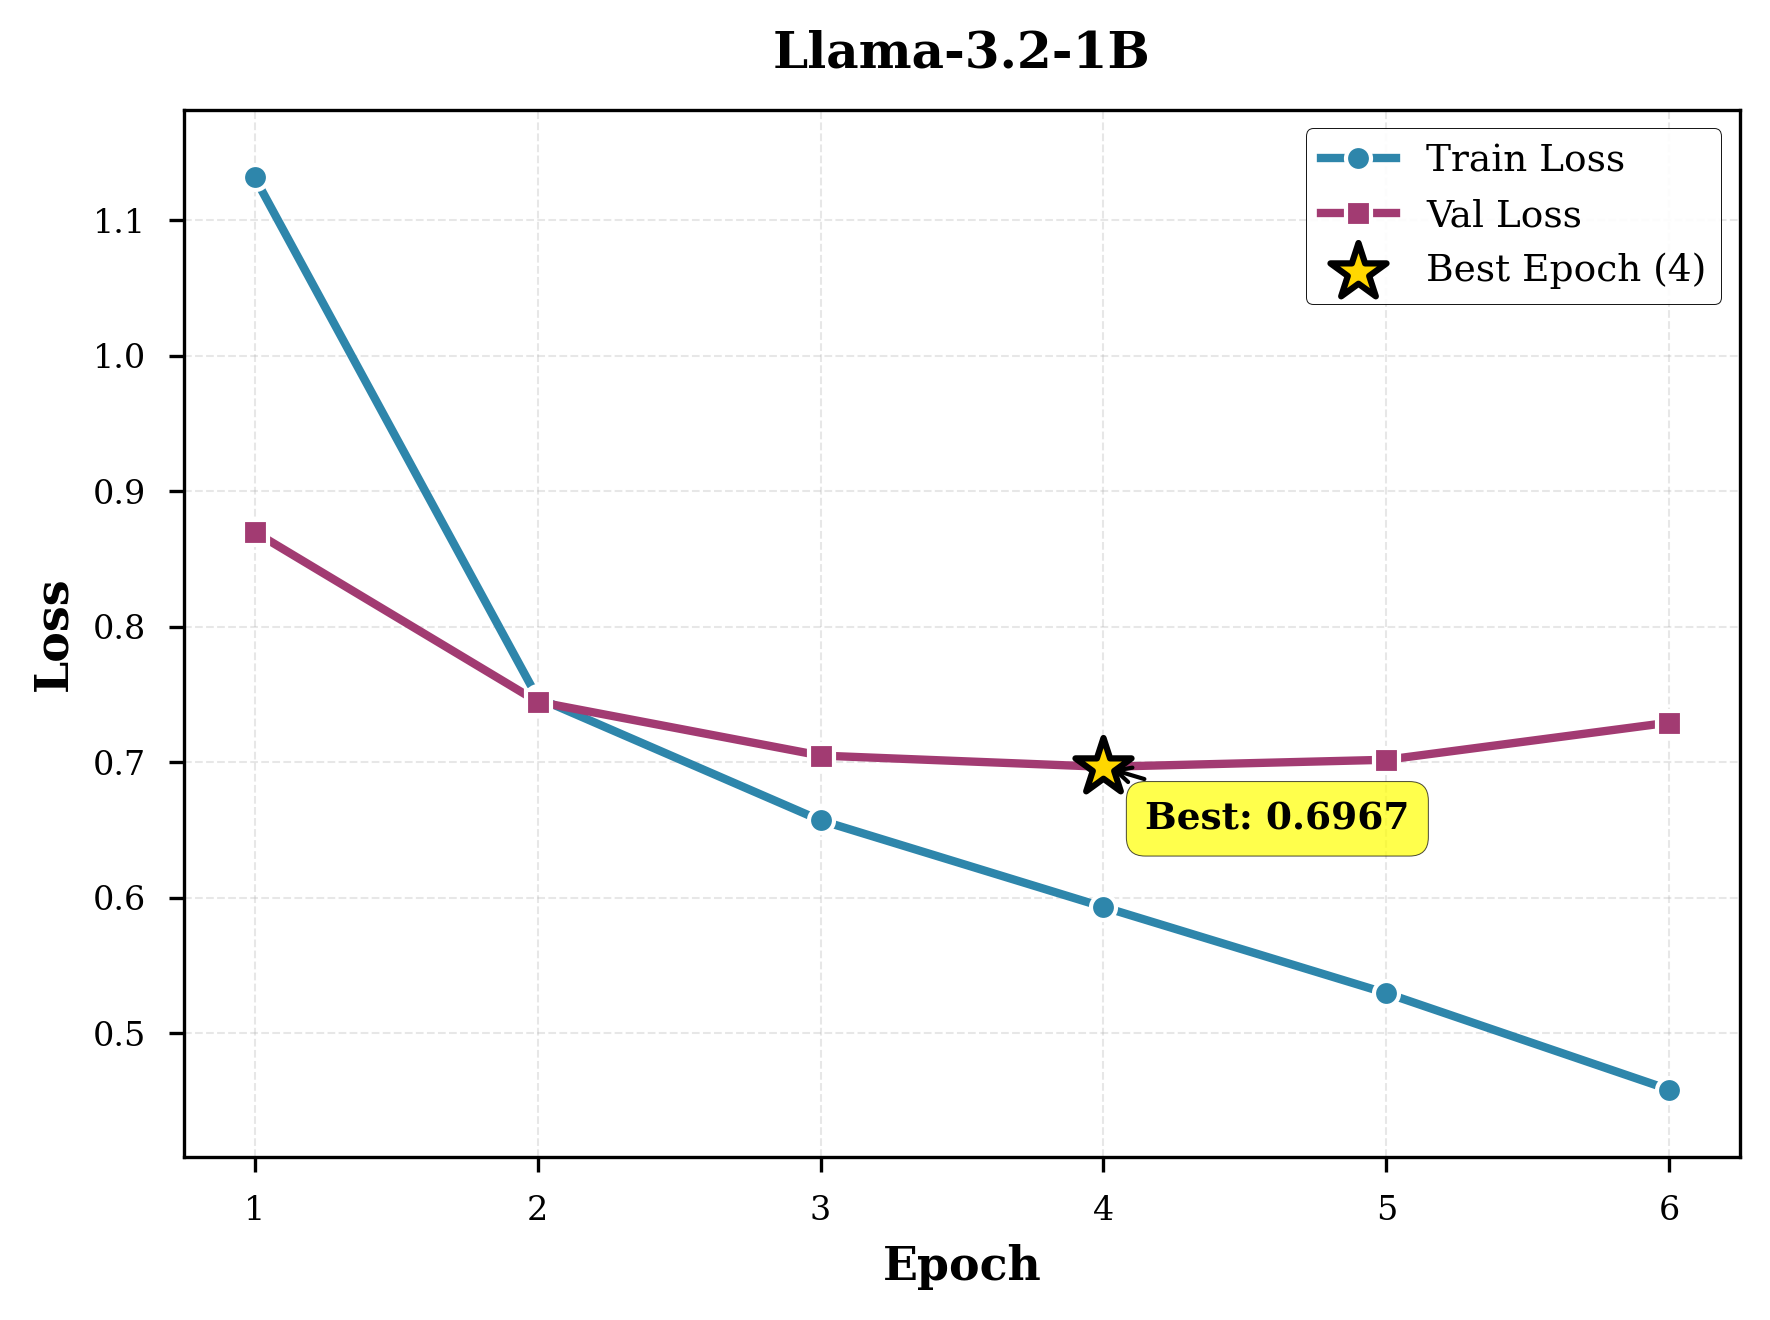 Llama-3.2-1B
Train Loss
Val Loss
Best Epoch (4)
1.1
1.0
0.9
0.8
0.7
0.6
0.5
Loss
Best: 0.6967
1 2 3 4 5 6
Epoch